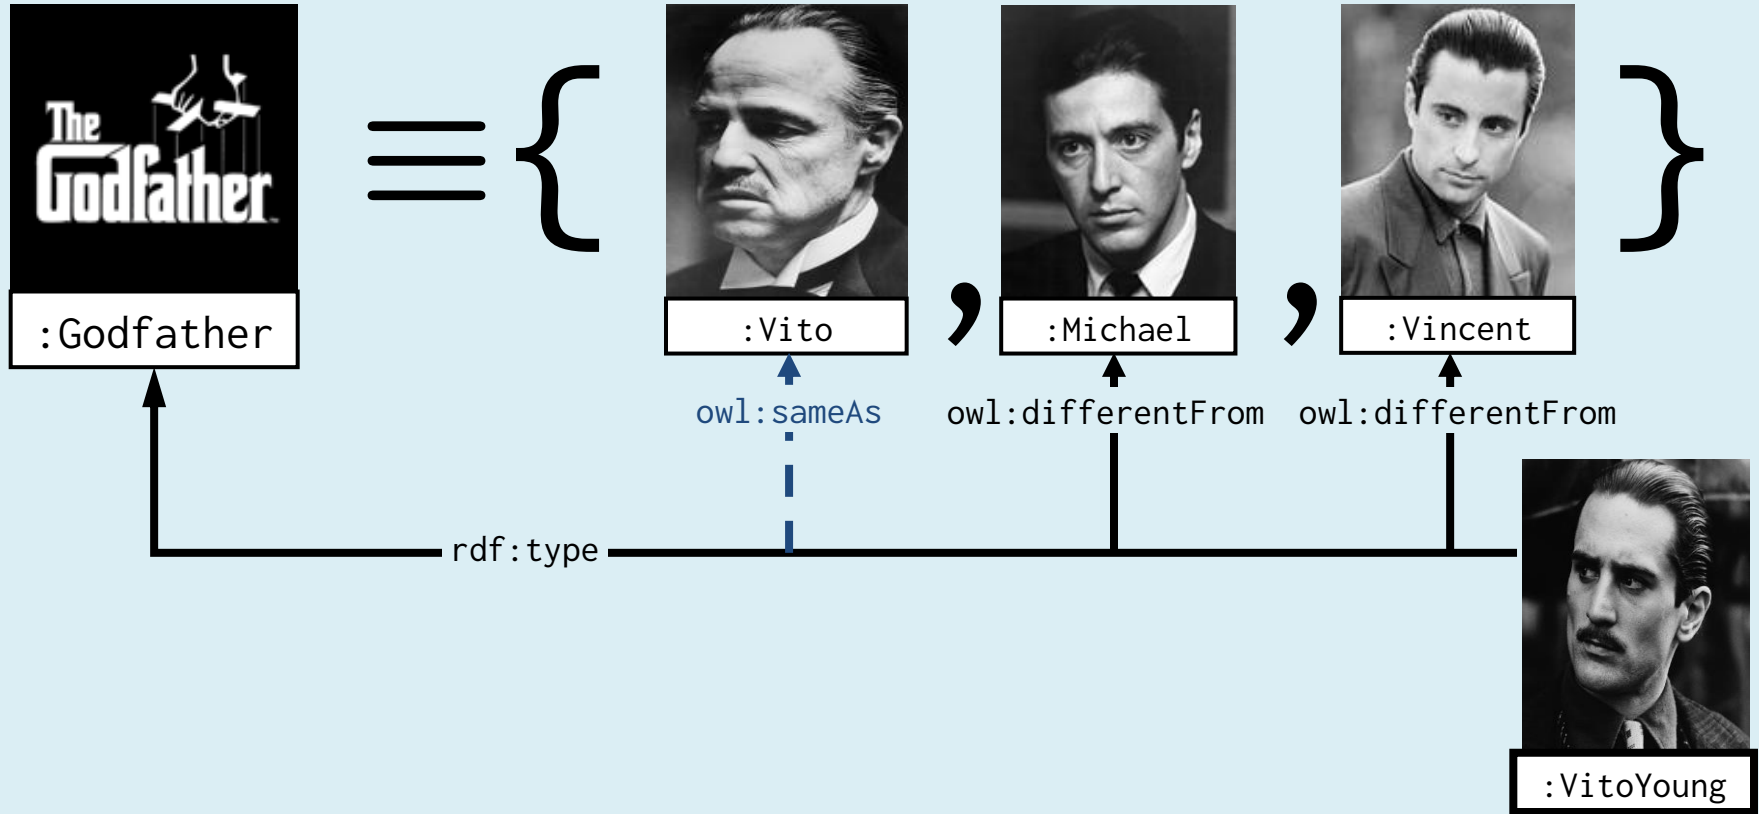 The
Godfather
≡ { , , }
:Godfather
:Vito
:Michael
:Vincent
owl:sameAs
owl:differentFrom
owl:differentFrom
rdf:type
:VitoYoung